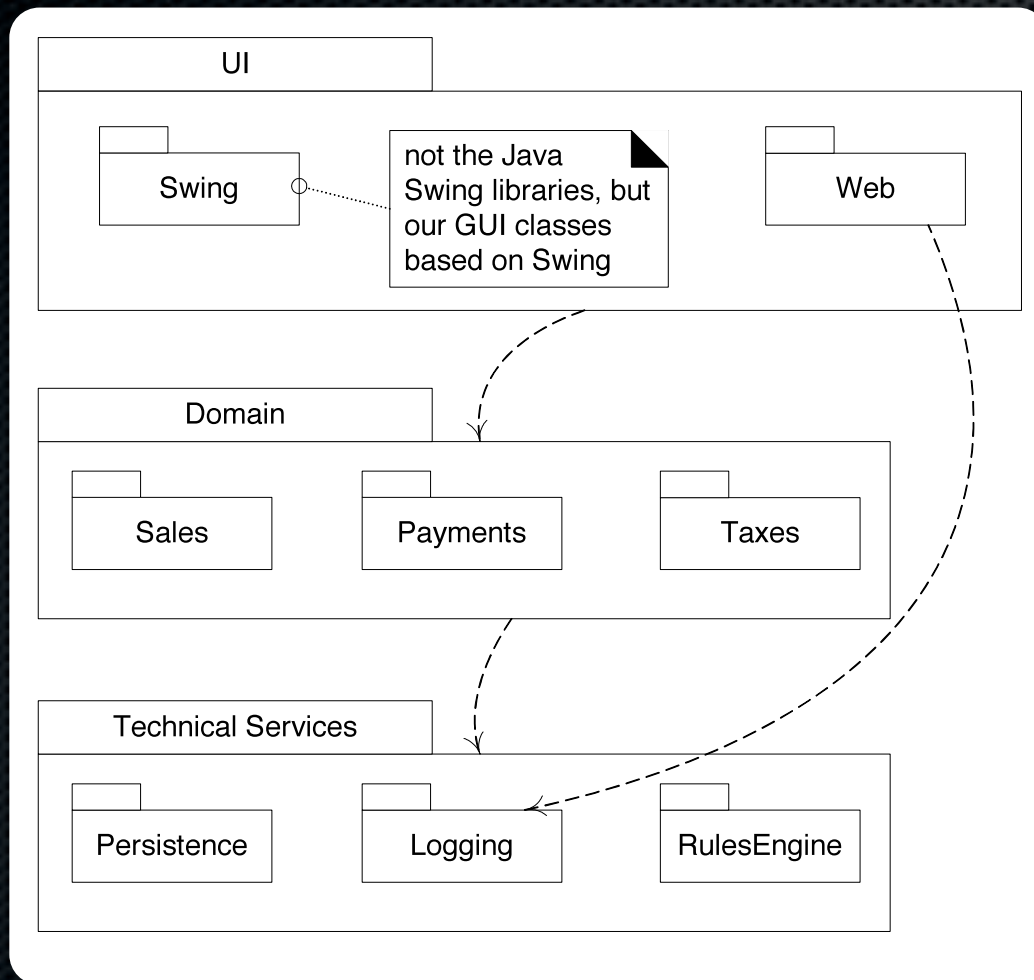 UI
Swing
not the Java
Swing libraries, but
our GUI classes
based on Swing
Web
Domain
Sales
Payments
Taxes
Technical Services
Persistence
Logging
RulesEngine